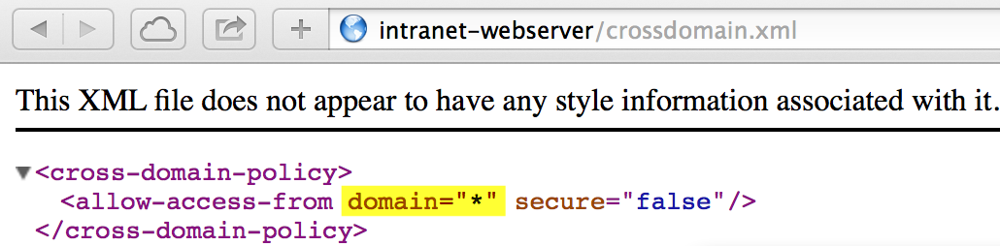 intranet-webserver/crossdomain.xml
This XML file does not appear to have any style information associated with it.
<cross-domain-policy>
<allow-access-from domain="*" secure="false"/>
</cross-domain-policy>